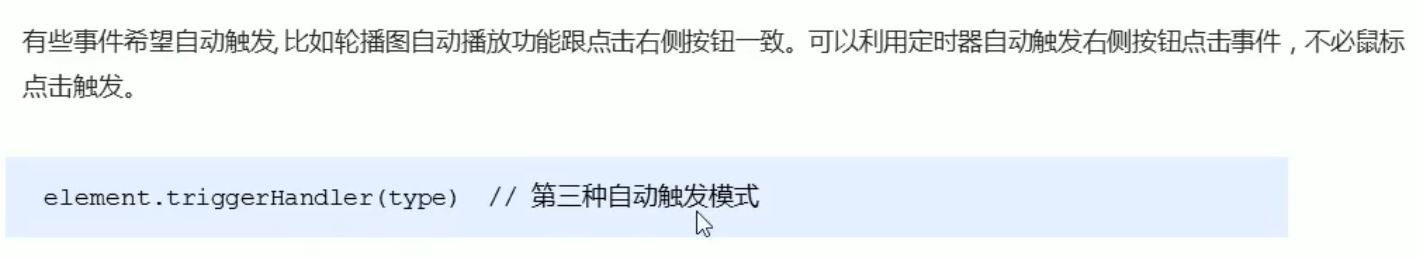 有些事件希望自动触发,比如轮播图自动播放功能跟点击右侧按钮一致。可以利用定时器自动触发右侧按钮点击事件，不必鼠标
点击触发。
element.triggerHandler(type)  // 第三种自动触发模式